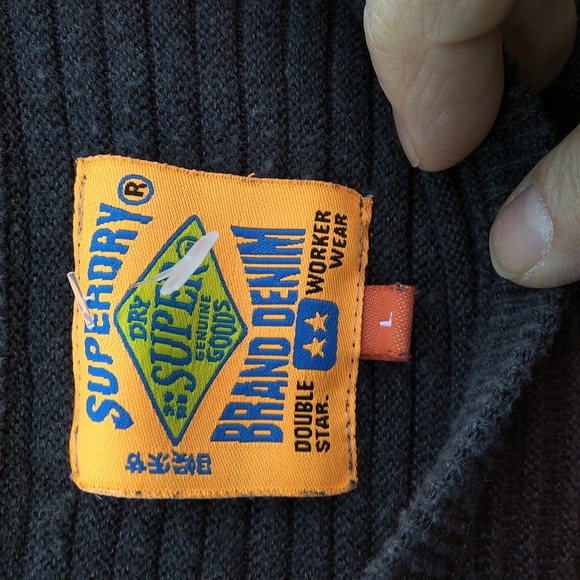 SUPERDRY®
DRY
SUPER
GENUINE
GOODS
BRAND DENIM
DOUBLE
STAR.
WORKER
WEAR
L